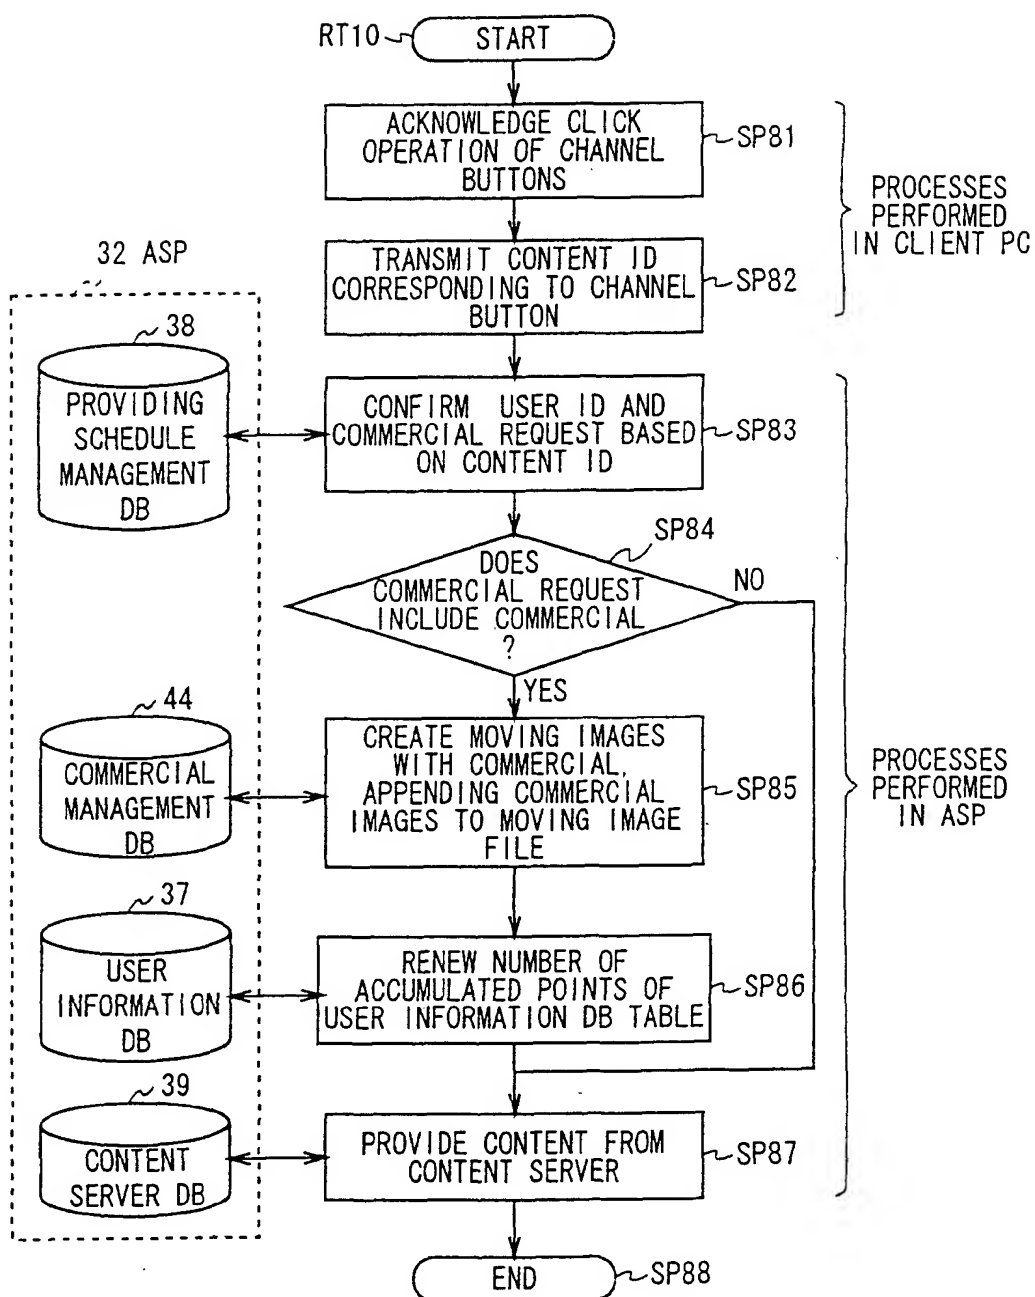 RT10
START
ACKNOWLEDGE CLICK
OPERATION OF CHANNEL
BUTTONS
SP81
PROCESSES
PERFORMED
IN CLIENT PC
32 ASP
TRANSMIT CONTENT ID
CORRESPONDING TO CHANNEL
BUTTON
SP82
38
PROVIDING
SCHEDULE
MANAGEMENT
DB
CONFIRM USER ID AND
COMMERCIAL REQUEST BASED
ON CONTENT ID
SP83
SP84
DOES
COMMERCIAL REQUEST
INCLUDE COMMERCIAL
?
NO
YES
44
COMMERCIAL
MANAGEMENT
DB
CREATE MOVING IMAGES
WITH COMMERCIAL,
APPENDING COMMERCIAL
IMAGES TO MOVING IMAGE
FILE
SP85
PROCESSES
PERFORMED
IN ASP
37
USER
INFORMATION
DB
RENEW NUMBER OF
ACCUMULATED POINTS OF
USER INFORMATION DB TABLE
SP86
39
CONTENT
SERVER DB
PROVIDE CONTENT FROM
CONTENT SERVER
SP87
END
SP88